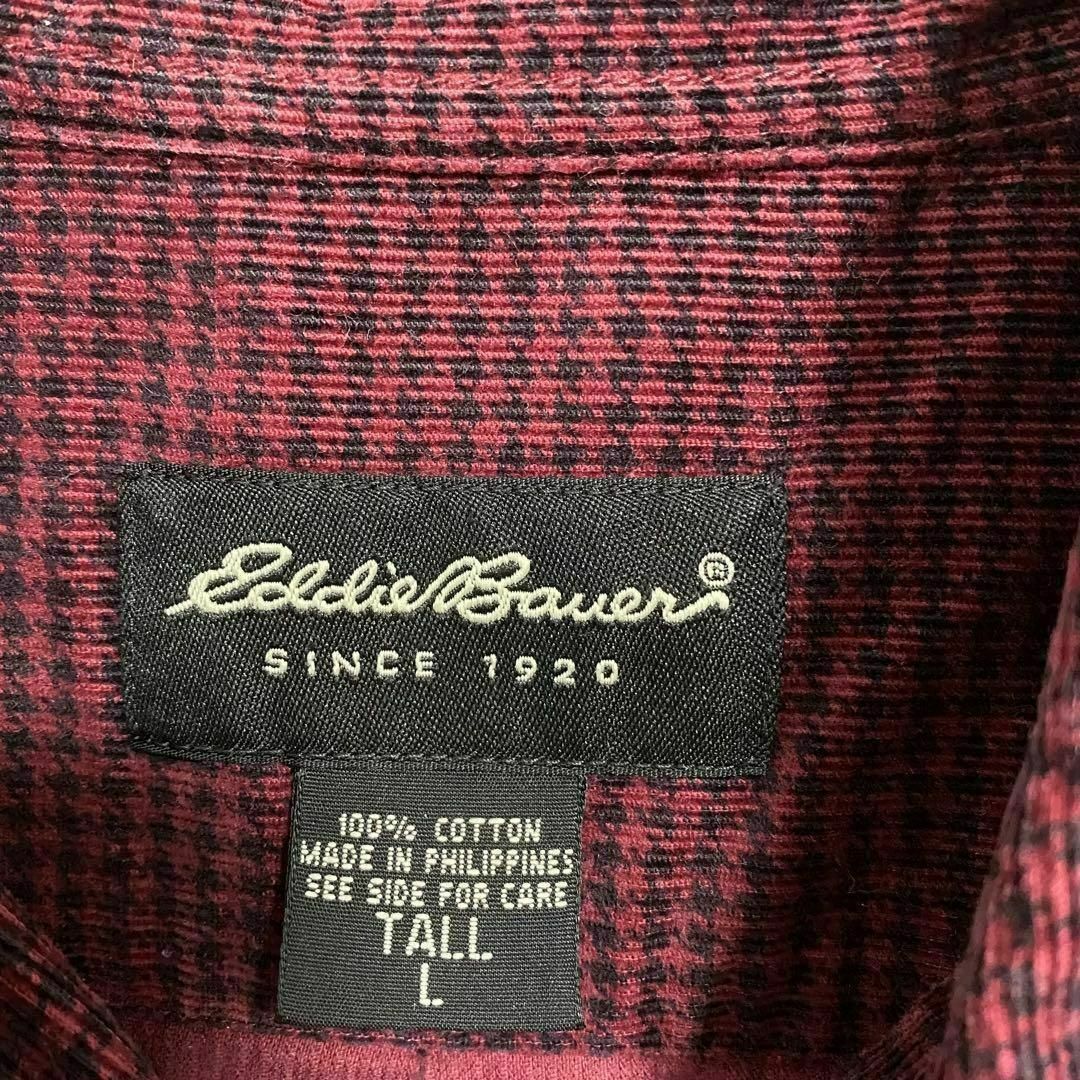 Eddie Bauer®
SINCE 1920
100% COTTON
MADE IN PHILIPPINES
SEE SIDE FOR CARE
TALL
L